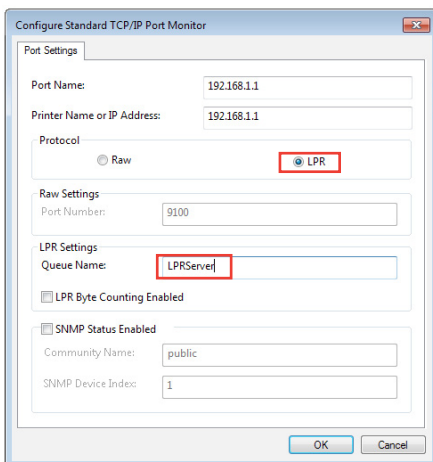 Configure Standard TCP/IP Port Monitor
Port Settings
Port Name: 192.168.1.1
Printer Name or IP Address: 192.168.1.1
Protocol
Raw LPR
Raw Settings
Port Number: 9100
LPR Settings
Queue Name: LPRServer
LPR Byte Counting Enabled
SNMP Status Enabled
Community Name: public
SNMP Device Index: 1
OK Cancel